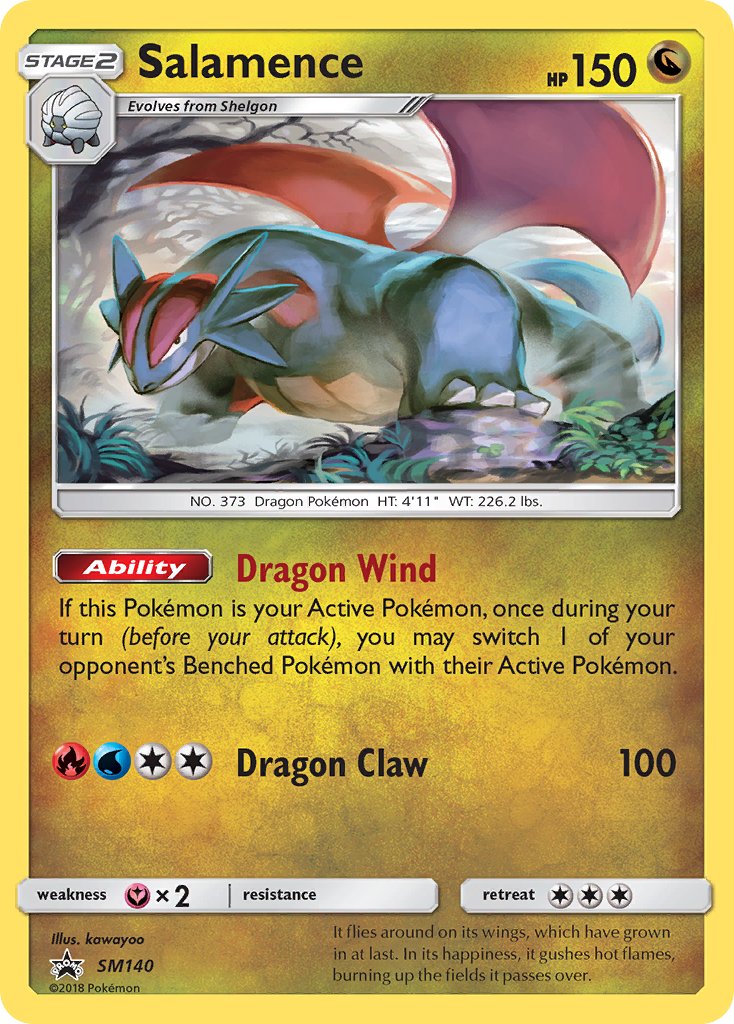 STAGE2
Salamence
HP 150
Evolves from Shelgon
NO. 373 Dragon Pokémon HT: 4'11" WT: 226.2 lbs.
Ability Dragon Wind
If this Pokémon is your Active Pokémon, once during your
turn (before your attack), you may switch 1 of your
opponent's Benched Pokémon with their Active Pokémon.
Dragon Claw 100
weakness × 2 resistance retreat
Illus. kawayoo
PROMO SM140
©2018 Pokémon
It flies around on its wings, which have grown
in at last. In its happiness, it gushes hot flames,
burning up the fields it passes over.